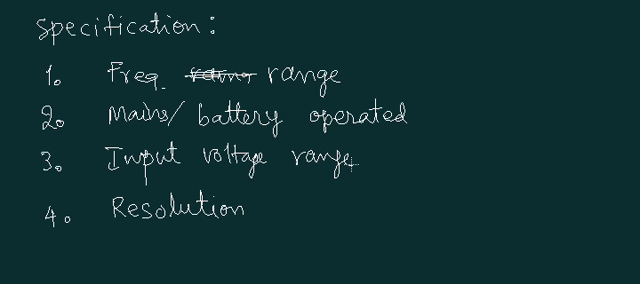 Specification:
1. Freq. range
2. Mains/ battery operated
3. Input voltage range
4. Resolution